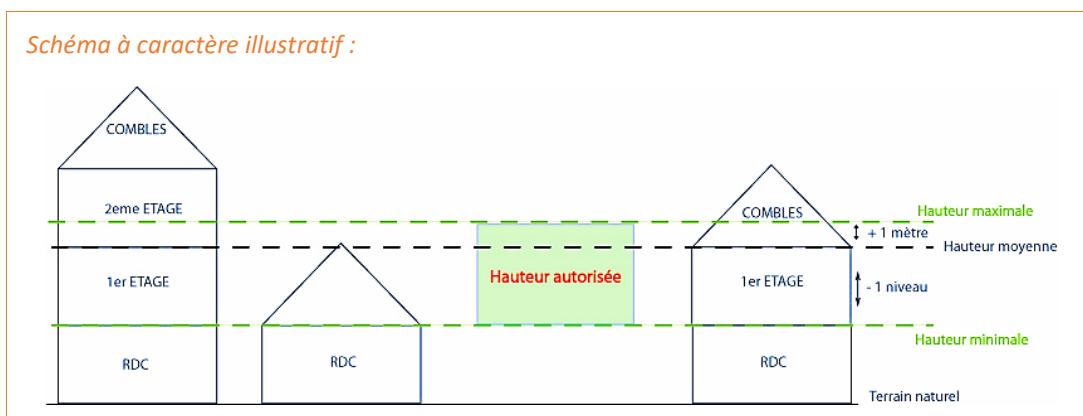 Schéma à caractère illustratif :
COMBLES
2eme ETAGE
COMBLES
Hauteur maximale
+ 1 mètre
Hauteur moyenne
1er ETAGE
Hauteur autorisée
1er ETAGE
- 1 niveau
Hauteur minimale
RDC
RDC
RDC
Terrain naturel